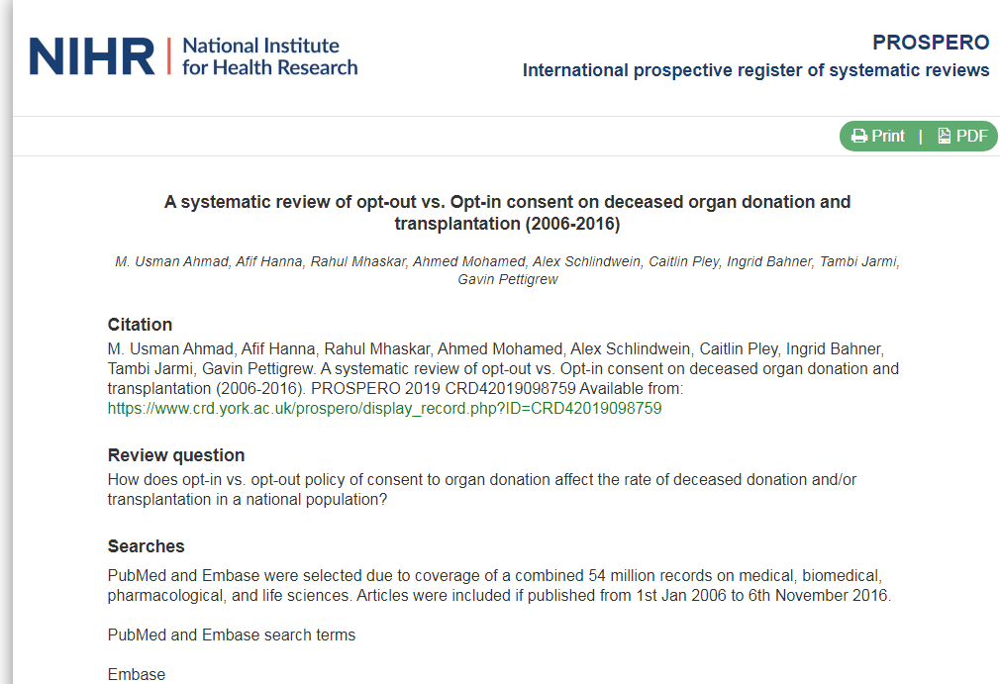 NIHR | National Institute
for Health Research
PROSPERO
International prospective register of systematic reviews
Print | PDF
A systematic review of opt-out vs. Opt-in consent on deceased organ donation and
transplantation (2006-2016)
M. Usman Ahmad, Afif Hanna, Rahul Mhaskar, Ahmed Mohamed, Alex Schlindwein, Caitlin Pley, Ingrid Bahner, Tambi Jarmi,
Gavin Pettigrew
Citation
M. Usman Ahmad, Afif Hanna, Rahul Mhaskar, Ahmed Mohamed, Alex Schlindwein, Caitlin Pley, Ingrid Bahner,
Tambi Jarmi, Gavin Pettigrew. A systematic review of opt-out vs. Opt-in consent on deceased organ donation and
transplantation (2006-2016). PROSPERO 2019 CRD42019098759 Available from:
https://www.crd.york.ac.uk/prospero/display_record.php?ID=CRD42019098759
Review question
How does opt-in vs. opt-out policy of consent to organ donation affect the rate of deceased donation and/or
transplantation in a national population?
Searches
PubMed and Embase were selected due to coverage of a combined 54 million records on medical, biomedical,
pharmacological, and life sciences. Articles were included if published from 1st Jan 2006 to 6th November 2016.
PubMed and Embase search terms
Embase